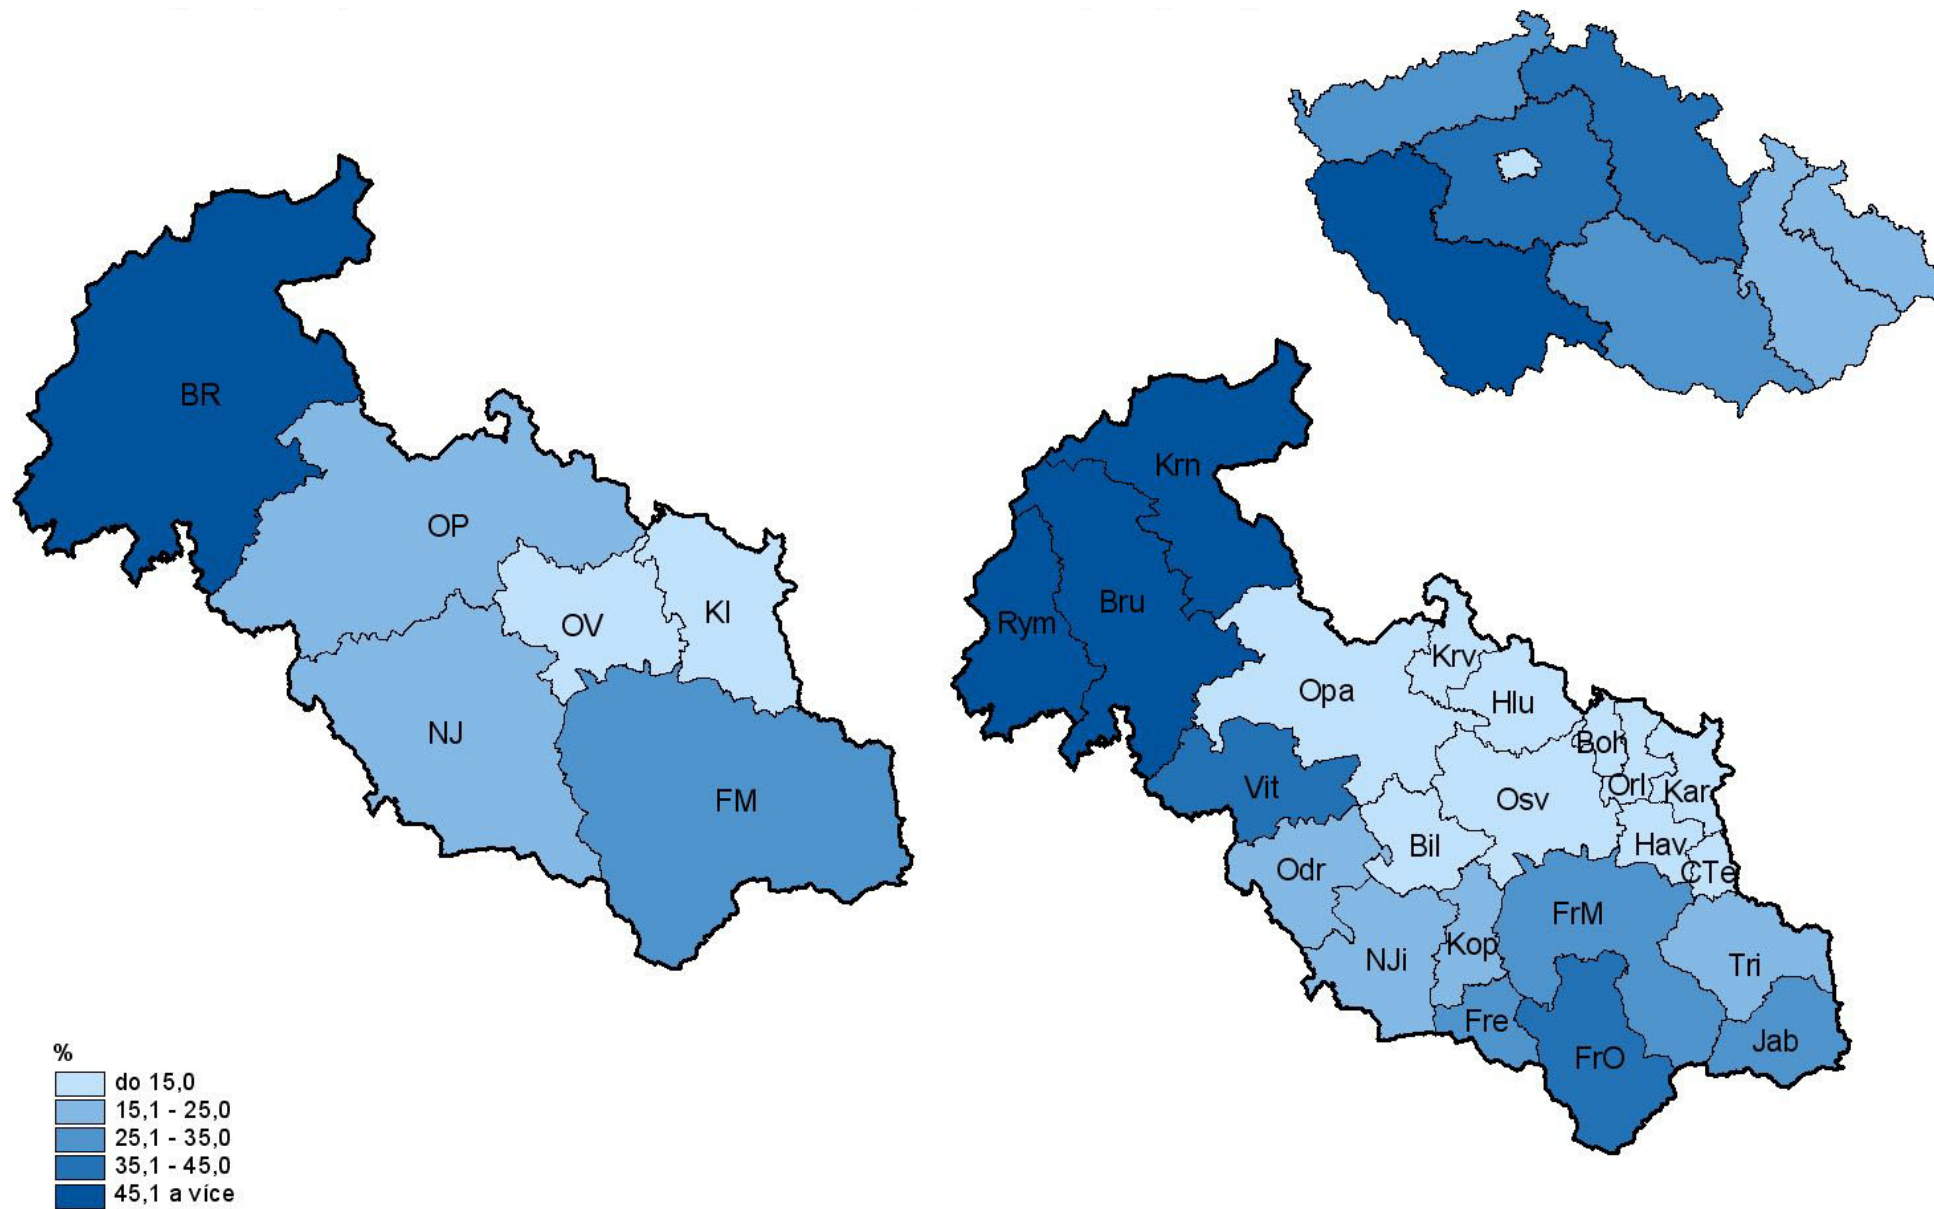 BR
OP
OV
KI
NJ
FM
Krn
Bru
Rym
Krv
Opa
Hlu
Boh
Vit
Orl
Kar
Osv
Bil
Hav
Odr
CTe
FrM
Kop
NJi
Tri
Fre
Jab
FrO
%
do 15,0
15,1 - 25,0
25,1 - 35,0
35,1 - 45,0
45,1 a více